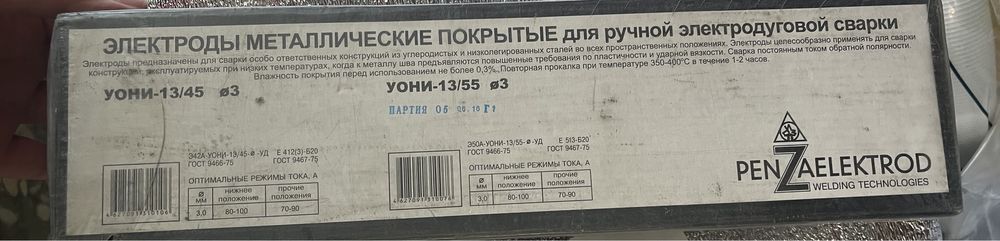 ЭЛЕКТРОДЫ МЕТАЛЛИЧЕСКИЕ ПОКРЫТЫЕ для ручной электродуговой сварки
Электроды предназначены для сварки особо ответственных конструкций из углеродистых и низколегированных сталей во всех пространственных положениях. Электроды целесообразно применять для сварки
конструкций, эксплуатируемых при низких температурах, когда к металлу шва предъявляются повышенные требования по пластичности и ударной вязкости. Сварка постоянным током обратной полярности.
Влажность покрытия перед использованием не более 0,3%. Повторная прокалка при температуре 350-400°С в течение 1-2 часов.
УОНИ-13/45 ø3
УОНИ-13/55 ø3
ПАРТИЯ 05
Э42А-УОНИ-13/45-ø-УД Е 412(3)-Б20
ГОСТ 9466-75 ГОСТ 9467-75
ОПТИМАЛЬНЫЕ РЕЖИМЫ ТОКА, А
ø мм нижнее положение прочие положения
3,0 80-100 70-90
4627091310106
Э50А-УОНИ-13/55-ø-УД Е 513-Б20
ГОСТ 9466-75 ГОСТ 9467-75
ОПТИМАЛЬНЫЕ РЕЖИМЫ ТОКА, А
ø мм нижнее положение прочие положения
3,0 80-100 70-90
4627091310076
PENZAELEKTROD
WELDING TECHNOLOGIES